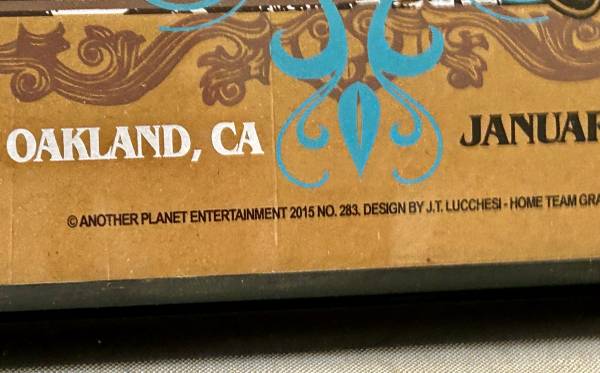 OAKLAND, CA
JANUAR
© ANOTHER PLANET ENTERTAINMENT 2015 NO. 283. DESIGN BY J.T. LUCCHESI - HOME TEAM GRA